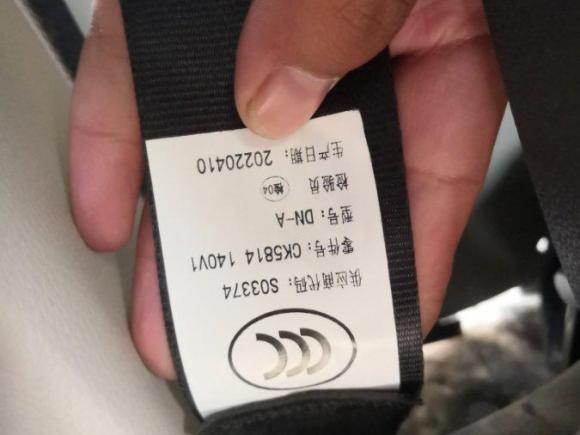 CCC
供应商代码：S03374
零件号：CK5814 140V1
型号：DN-A
检验员 检04
生产日期：20220410